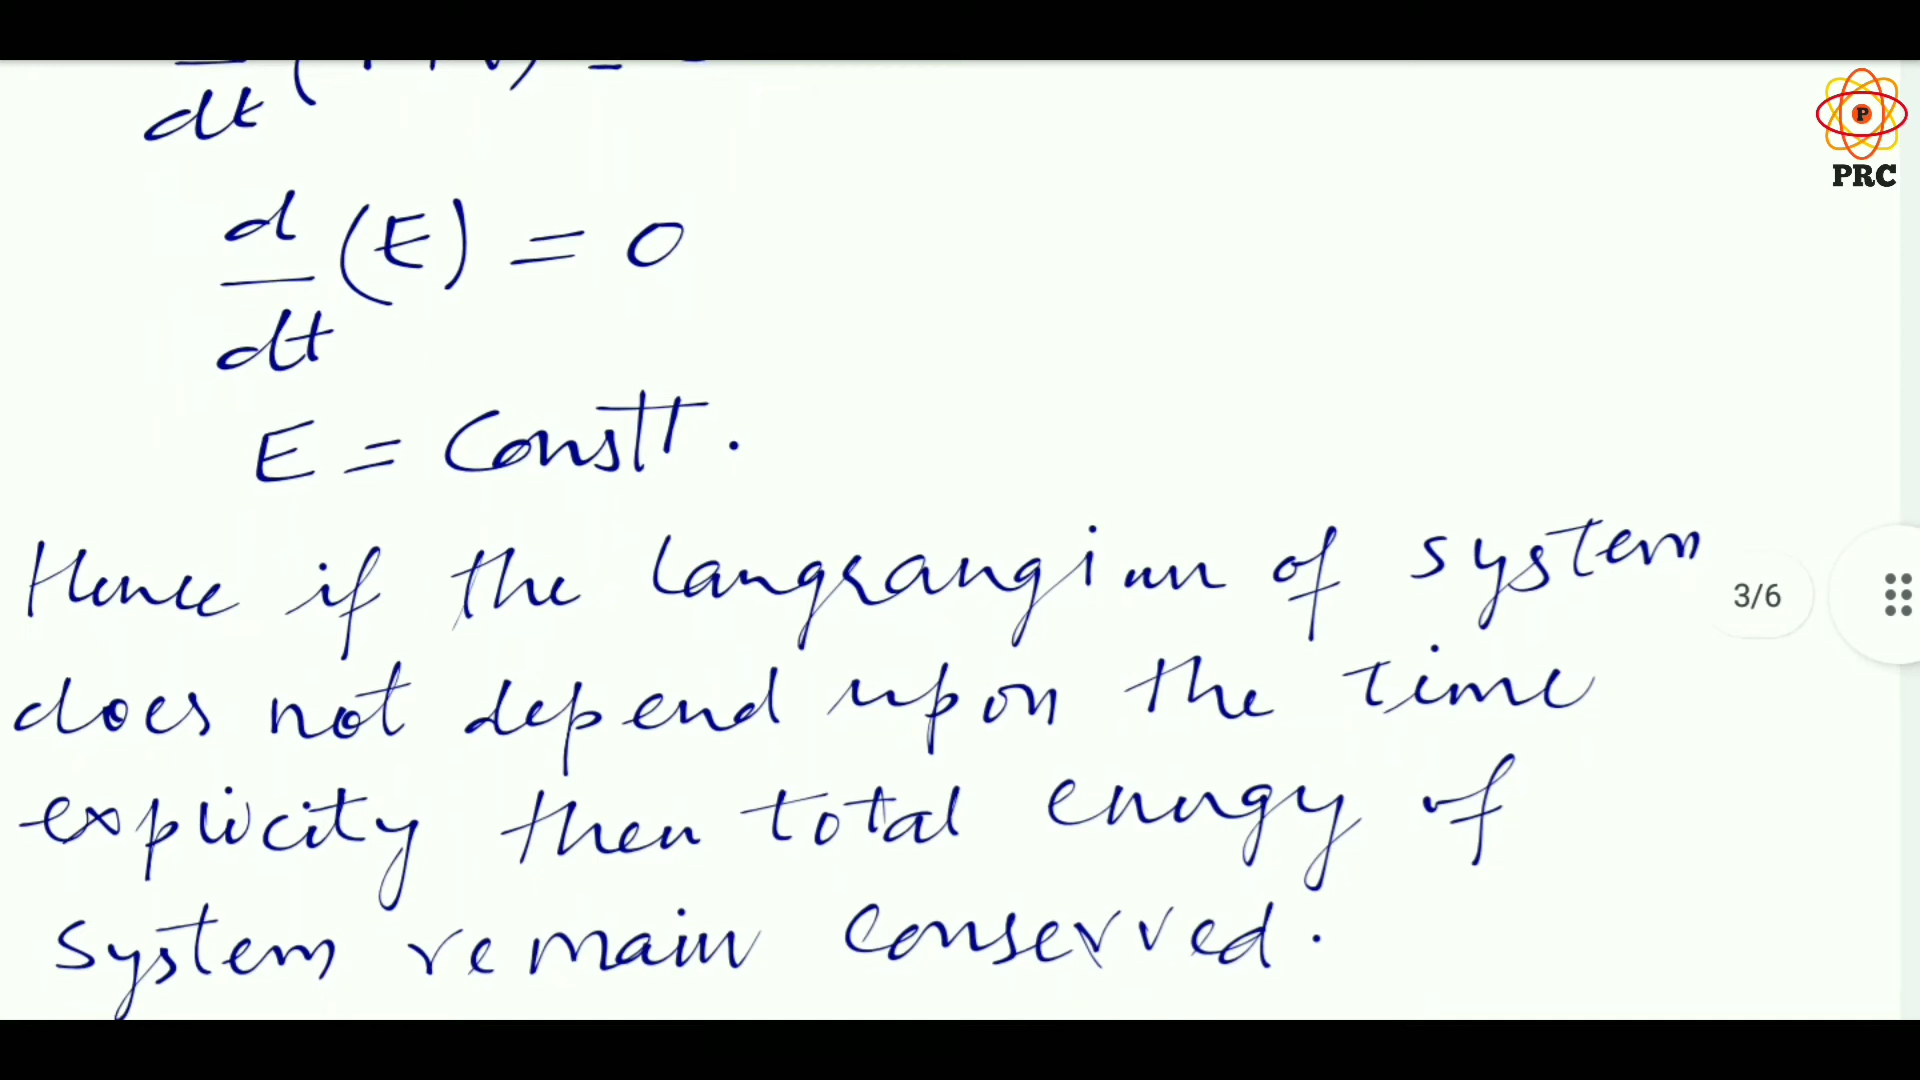 dt
d/dt (E) = 0
E = Constt.
Hence if the Langrangian of system
does not depend upon the time
explicity then total energy of
system remain conserved.
P
PRC
3/6